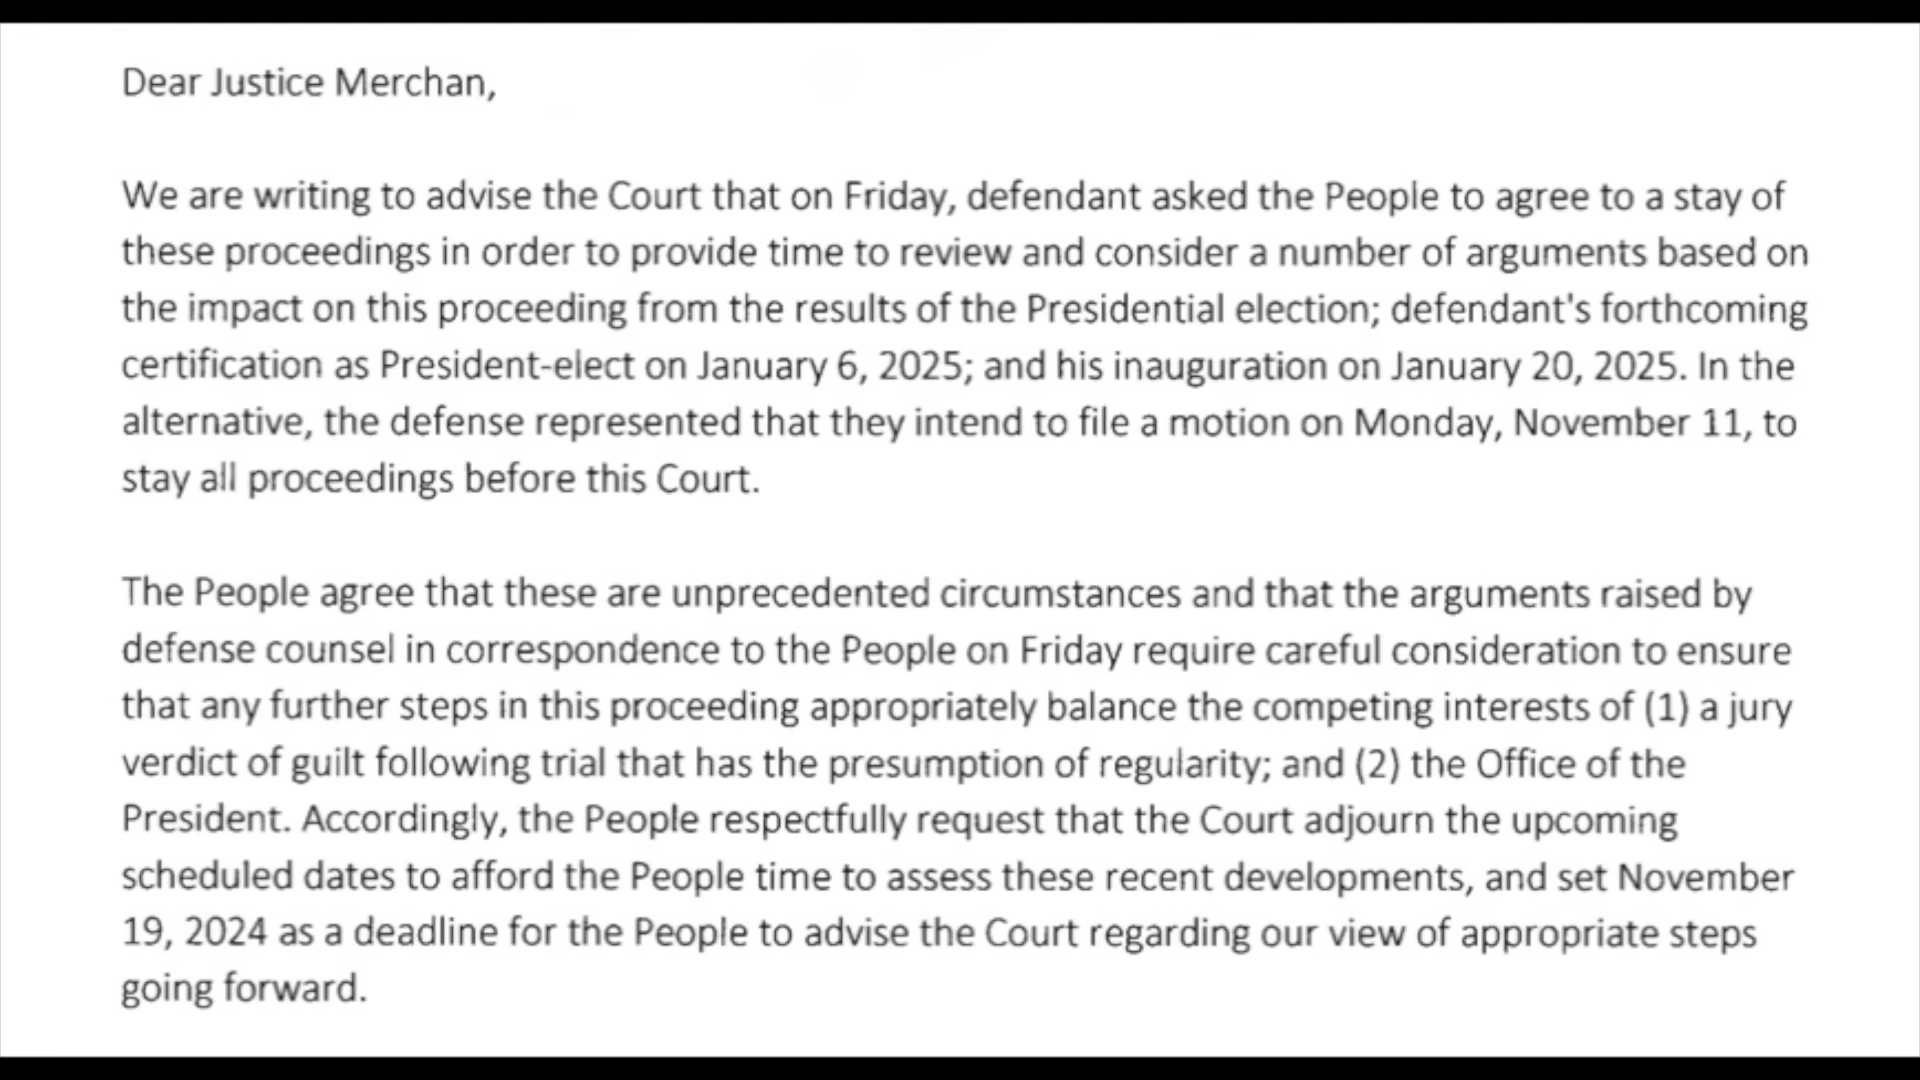 Dear Justice Merchan,
We are writing to advise the Court that on Friday, defendant asked the People to agree to a stay of
these proceedings in order to provide time to review and consider a number of arguments based on
the impact on this proceeding from the results of the Presidential election; defendant's forthcoming
certification as President-elect on January 6, 2025; and his inauguration on January 20, 2025. In the
alternative, the defense represented that they intend to file a motion on Monday, November 11, to
stay all proceedings before this Court.
The People agree that these are unprecedented circumstances and that the arguments raised by
defense counsel in correspondence to the People on Friday require careful consideration to ensure
that any further steps in this proceeding appropriately balance the competing interests of (1) a jury
verdict of guilt following trial that has the presumption of regularity; and (2) the Office of the
President. Accordingly, the People respectfully request that the Court adjourn the upcoming
scheduled dates to afford the People time to assess these recent developments, and set November
19, 2024 as a deadline for the People to advise the Court regarding our view of appropriate steps
going forward.